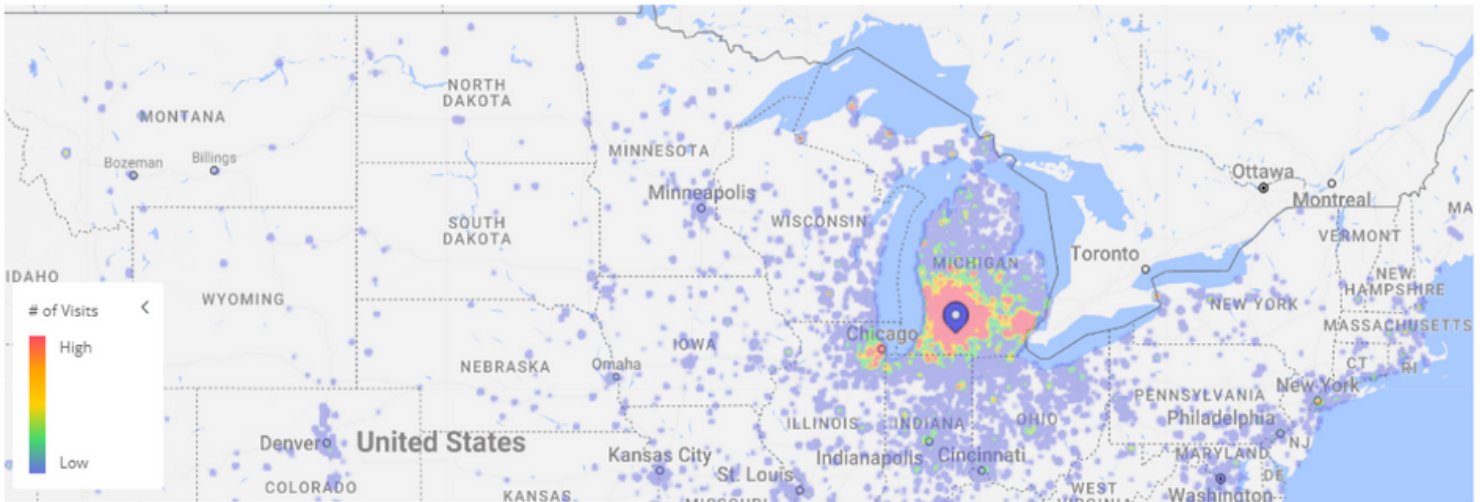 NORTH
DAKOTA
MONTANA
Bozeman
Billings
MINNESOTA
Minneapolis
Ottawa
Montreal
MA
WISCONSIN
SOUTH
DAKOTA
VERMONT
Toronto
MICHIGAN
IDAHO
NEW
HAMPSHIRE
WYOMING
NEW YORK
# of Visits
High
Low
MASSACHUSETTS
Chicago
IOWA
CT
RI
NEBRASKA
Omaha
New York
PENNSYLVANIA
Philadelphia
ILLINOIS
INDIANA
OHIO
Denver
United States
NJ
Kansas City
Indianapolis
Cincinnati
MARYLAND
St. Louis
DE
COLORADO
KANSAS
MISSOURI
WEST
VIRGINIA
Washington